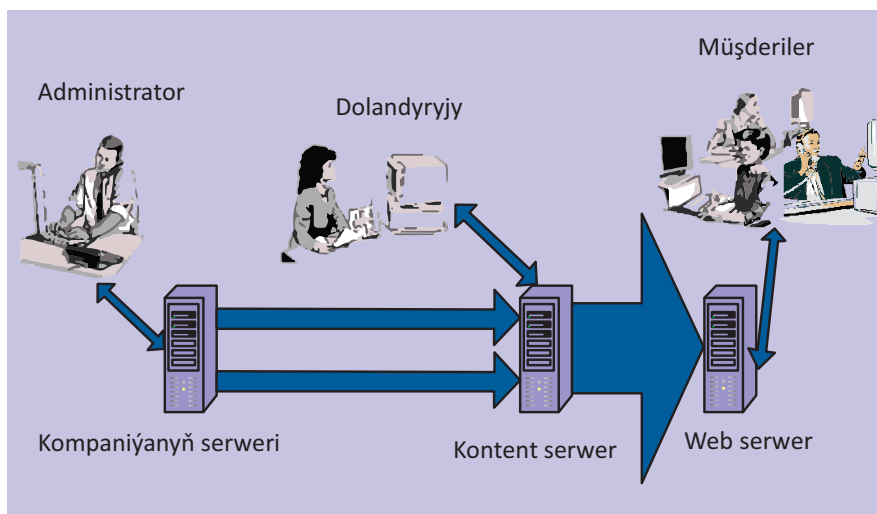 Müşderiler
Administrator
Dolandyryjy
Kompaniýanyň serweri
Kontent serwer
Web serwer